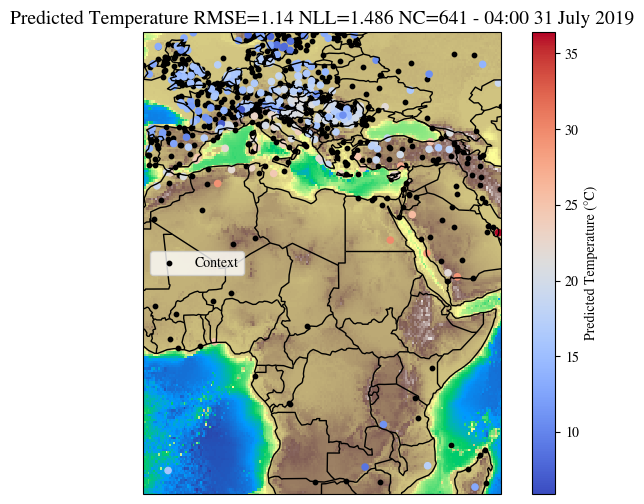 Predicted Temperature RMSE=1.14 NLL=1.486 NC=641 - 04:00 31 July 2019
35
30
25
20
15
10
Predicted Temperature (°C)
Context